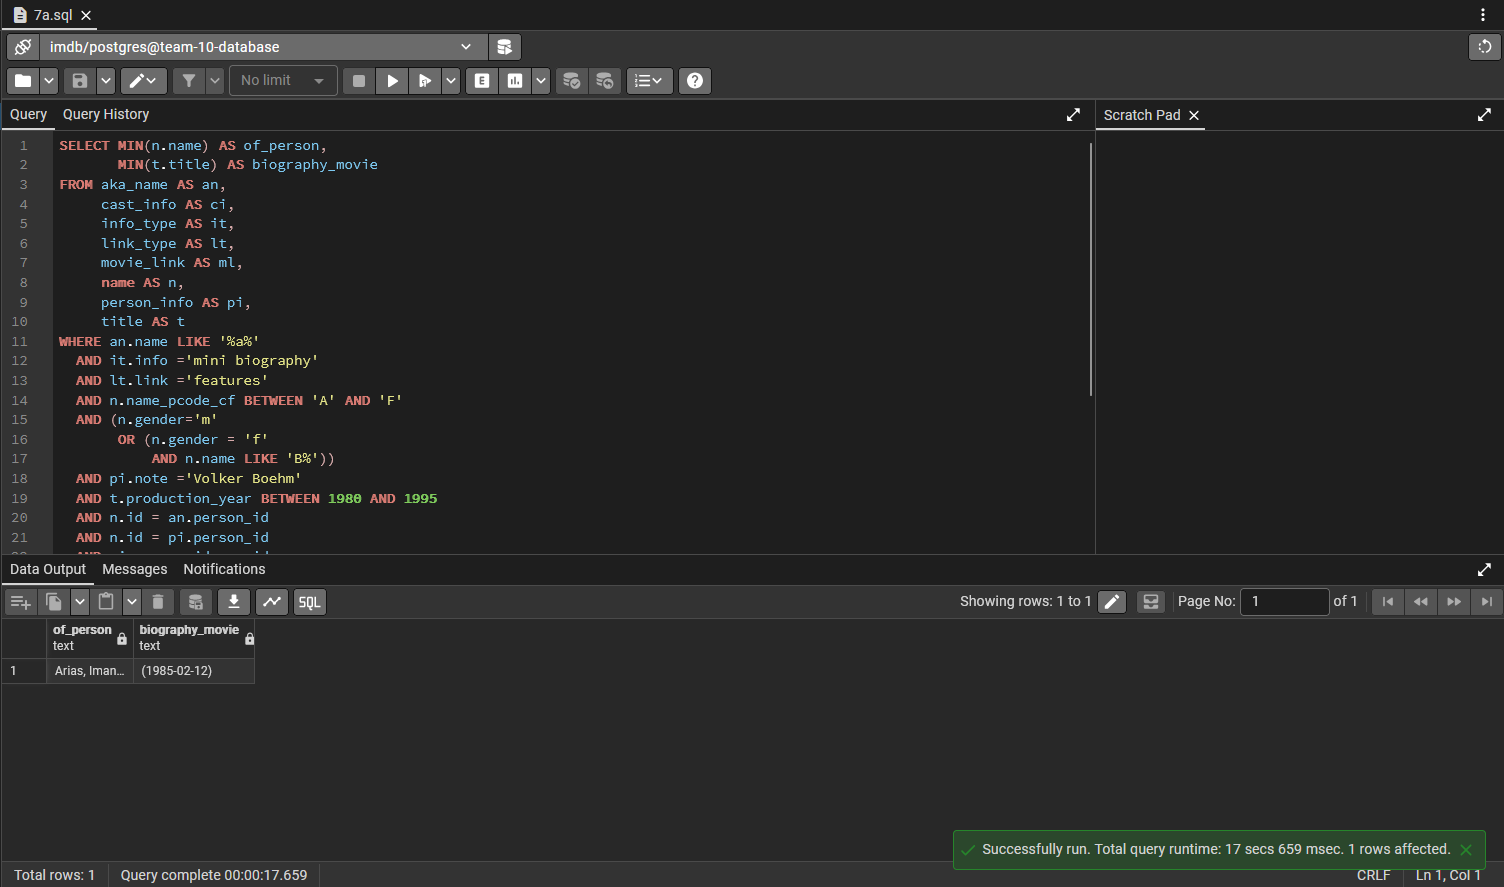 7a.sql
imdb/postgres@team-10-database
No limit
E
Query Query History
Scratch Pad
1 SELECT MIN(n.name) AS of_person,
2 MIN(t.title) AS biography_movie
3 FROM aka_name AS an,
4 cast_info AS ci,
5 info_type AS it,
6 link_type AS lt,
7 movie_link AS ml,
8 name AS n,
9 person_info AS pi,
10 title AS t
11 WHERE an.name LIKE '%a%'
12 AND it.info ='mini biography'
13 AND lt.link ='features'
14 AND n.name_pcode_cf BETWEEN 'A' AND 'F'
15 AND (n.gender='m'
16 OR (n.gender = 'f'
17 AND n.name LIKE 'B%'))
18 AND pi.note ='Volker Boehm'
19 AND t.production_year BETWEEN 1980 AND 1995
20 AND n.id = an.person_id
21 AND n.id = pi.person_id
Data Output Messages Notifications
SQL
Showing rows: 1 to 1
Page No: 1 of 1
of_person biography_movie
text text
1 Arias, Iman... (1985-02-12)
Successfully run. Total query runtime: 17 secs 659 msec. 1 rows affected.
Total rows: 1 Query complete 00:00:17.659 CRLF Ln 1, Col 1